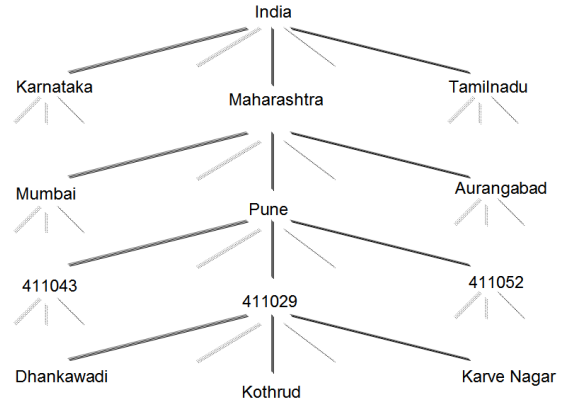 India
Karnataka
Maharashtra
Tamilnadu
Mumbai
Pune
Aurangabad
411043
411029
411052
Dhankawadi
Kothrud
Karve Nagar